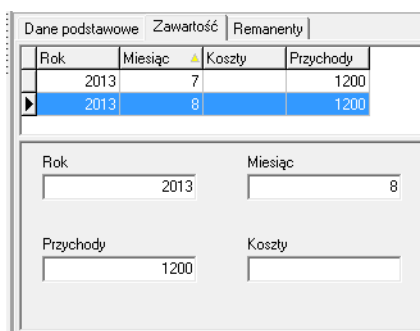 Dane podstawowe Zawartość Remanenty
Rok Miesiąc Koszty Przychody
2013 7 1200
2013 8 1200
Rok Miesiąc
2013 8
Przychody Koszty
1200